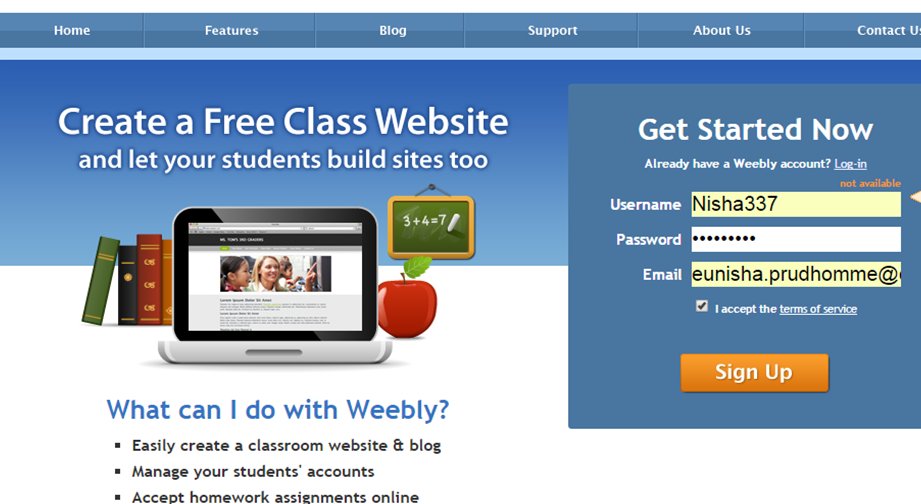 Home Features Blog Support About Us Contact Us
Create a Free Class Website
and let your students build sites too
3+4=7
MS. TOM'S 3RD GRADERS
Lorem Ipsum Dolor Sit Amet
Get Started Now
Already have a Weebly account? Log-in
not available
Username Nisha337
Password •••••••••
Email eunisha.prudhomme@
I accept the terms of service
Sign Up
What can I do with Weebly?
▪ Easily create a classroom website & blog
▪ Manage your students' accounts
▪ Accept homework assignments online